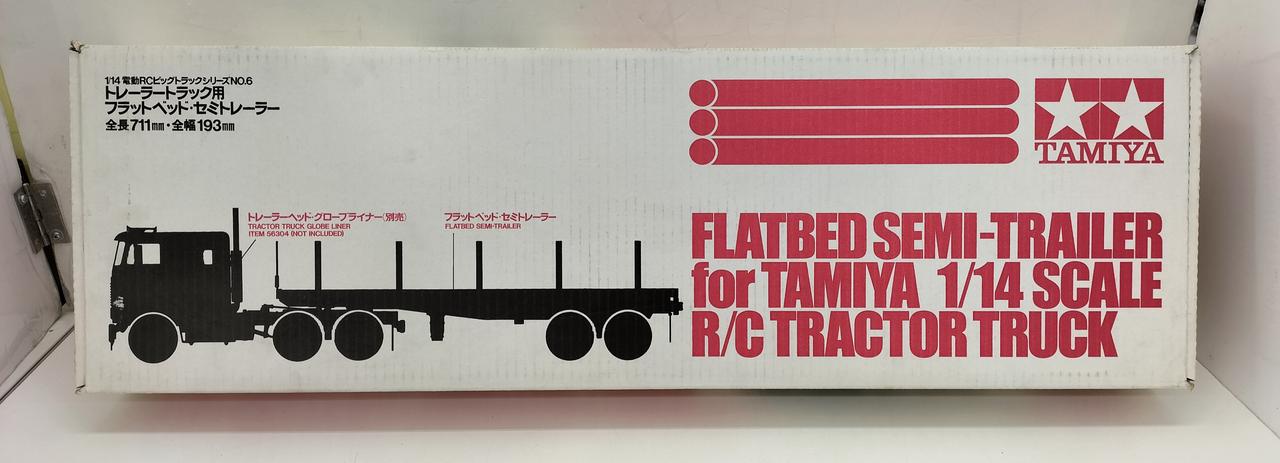 1/14 電動RCビッグトラックシリーズNO.6
トレーラートラック用
フラットベッド・セミトレーラー
全長711mm・全幅193mm
TAMIYA
トレーラーヘッド・グローブライナー(別売)
TRACTOR TRUCK GLOBE LINER
ITEM 56304 (NOT INCLUDED)
フラットベッド・セミトレーラー
FLATBED SEMI-TRAILER
FLATBED SEMI-TRAILER
for TAMIYA 1/14 SCALE
R/C TRACTOR TRUCK